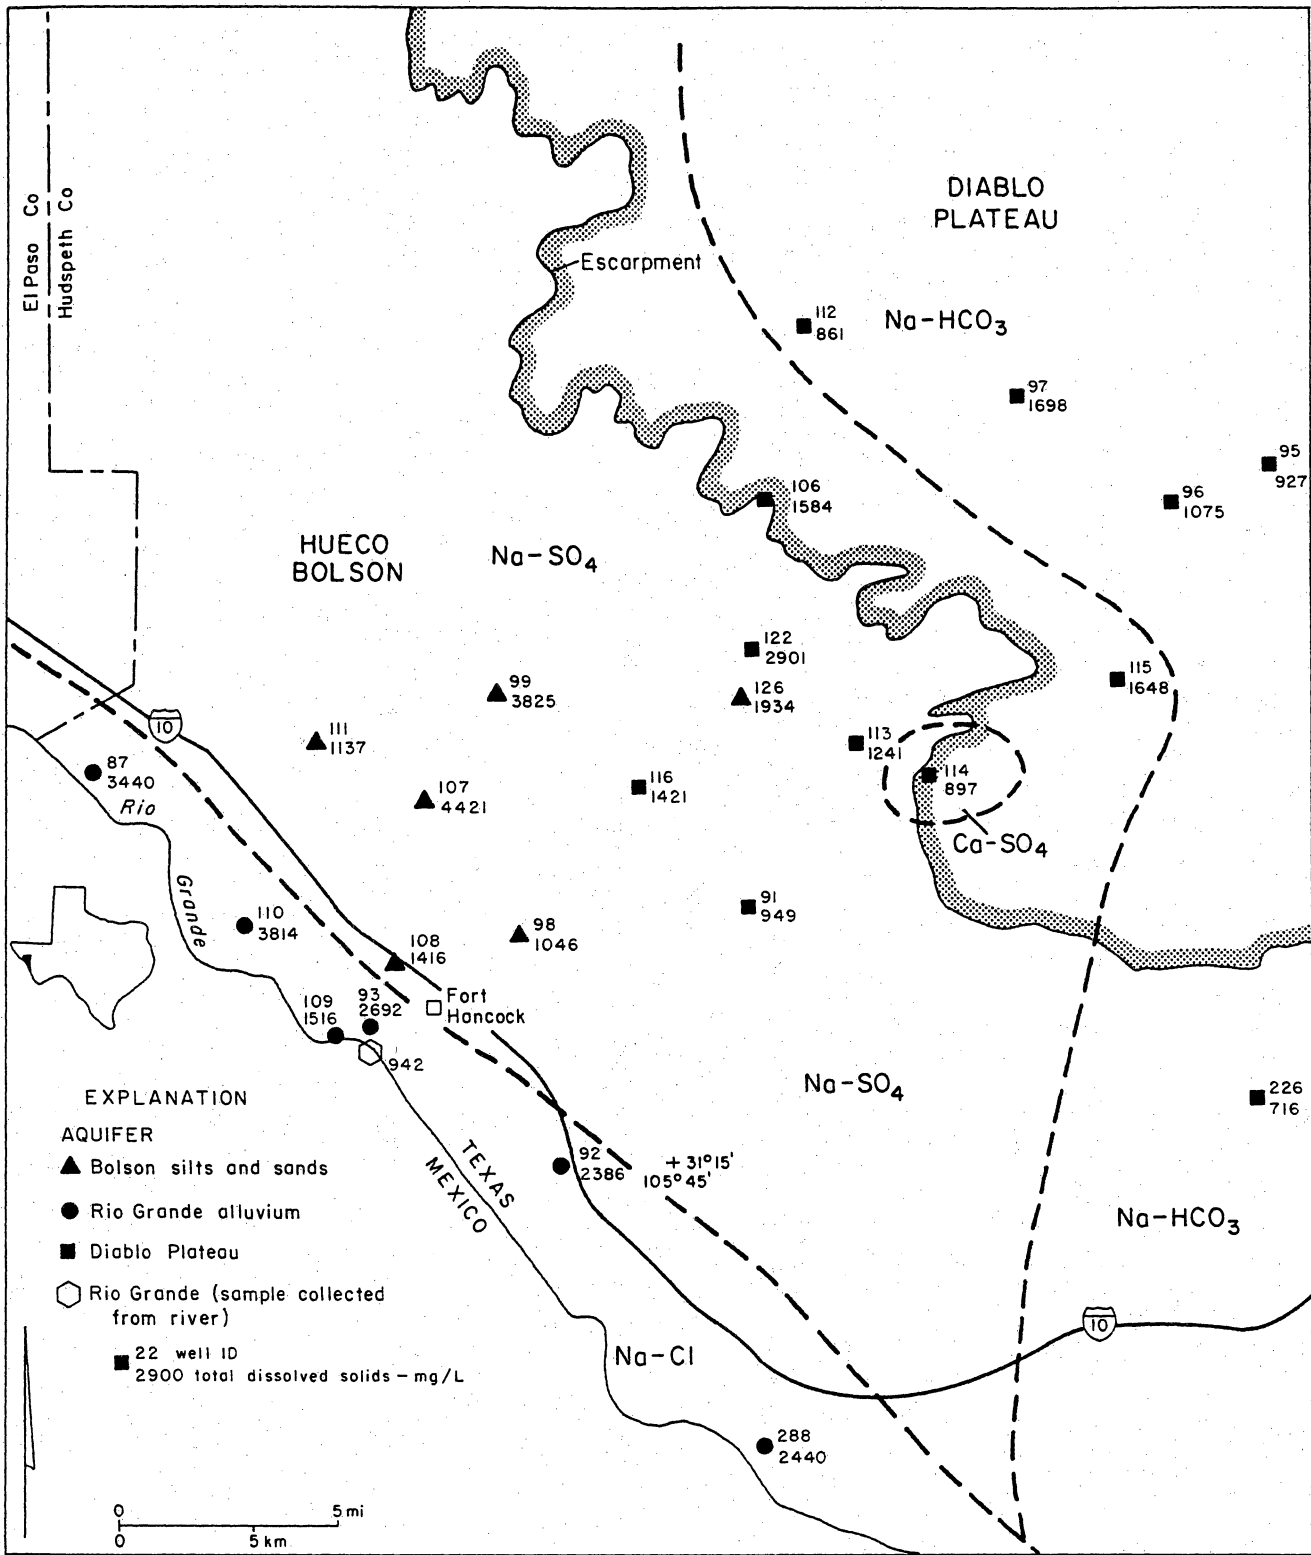 El Paso Co
Hudspeth Co
DIABLO
PLATEAU
Escarpment
112
861
Na-HCO3
97
1698
95
927
96
1075
106
1584
HUECO
BOLSON
Na-SO4
122
2901
99
3825
126
1934
115
1648
10
111
1137
113
1241
87
3440
107
4421
116
1421
114
897
Rio
Grande
Ca-SO4
91
949
110
3814
98
1046
108
1416
109
1516
93
2692
Fort
Hancock
942
Na-SO4
226
716
EXPLANATION
AQUIFER
Bolson silts and sands
Rio Grande alluvium
Diablo Plateau
Rio Grande (sample collected
from river)
22 well ID
2900 total dissolved solids - mg/L
TEXAS
MEXICO
92
2386
+ 31°15'
105°45'
Na-HCO3
10
Na-Cl
288
2440
0 5 mi
0 5 km